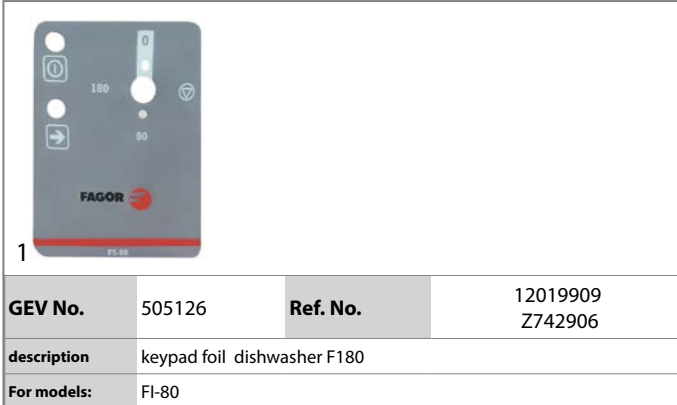 0
180
90
FAGOR
FI-80
1
GEV No. 505126 Ref. No. 12019909
Z742906
description keypad foil dishwasher F180
For models: FI-80